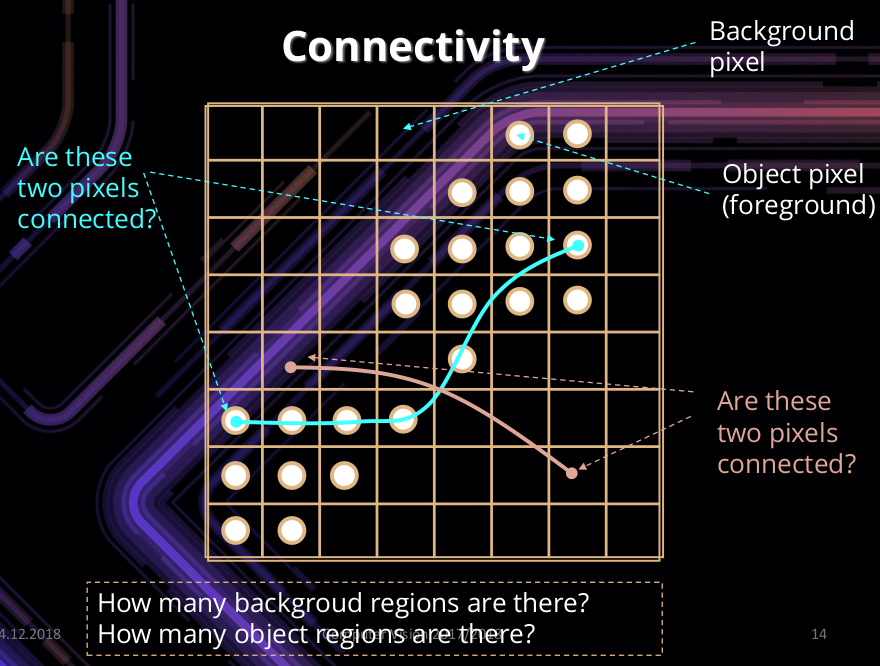 Connectivity
Background
pixel
Are these
two pixels
connected?
Object pixel
(foreground)
Are these
two pixels
connected?
How many backgroud regions are there?
How many object regions are there?
4.12.2018
14